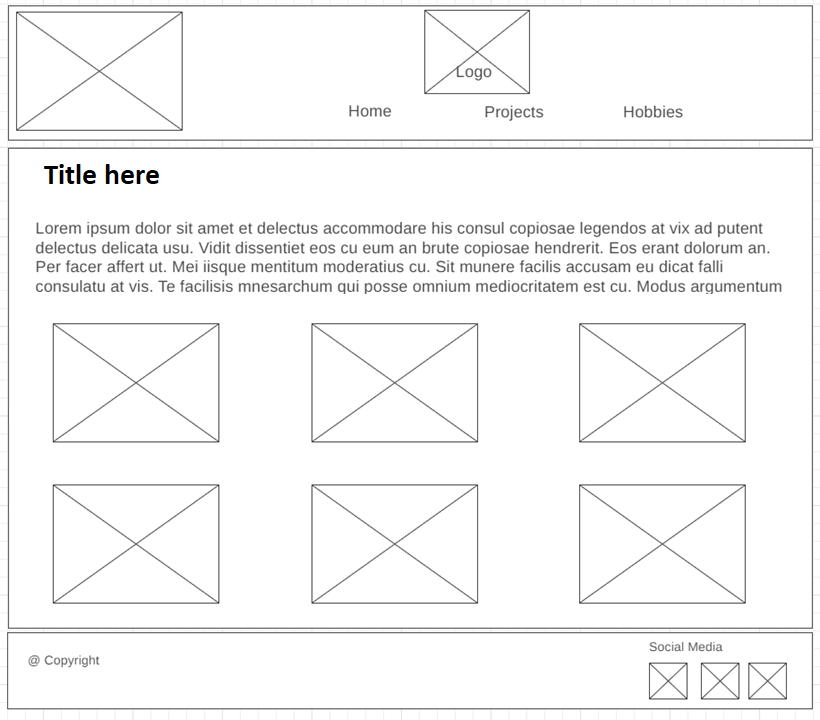 Logo
Home Projects Hobbies
Title here
Lorem ipsum dolor sit amet et delectus accommodare his consul copiosae legendos at vix ad putent
delectus delicata usu. Vidit dissentiet eos cu eum an brute copiosae hendrerit. Eos erant dolorum an.
Per facer affert ut. Mei iisque mentitum moderatius cu. Sit munere facilis accusam eu dicat falli
consulatu at vis. Te facilisis mnesarchum qui posse omnium mediocritatem est cu. Modus argumentum
Social Media
@ Copyright